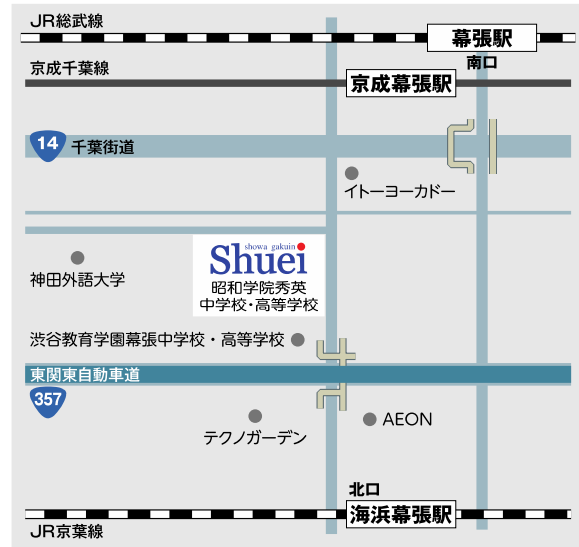 JR総武線
幕張駅
南口
京成千葉線
京成幕張駅
14
千葉街道
イトーヨーカドー
showa gakuin
Shuei
昭和学院秀英
中学校・高等学校
神田外語大学
渋谷教育学園幕張中学校・高等学校
東関東自動車道
357
テクノガーデン
AEON
北口
海浜幕張駅
JR京葉線